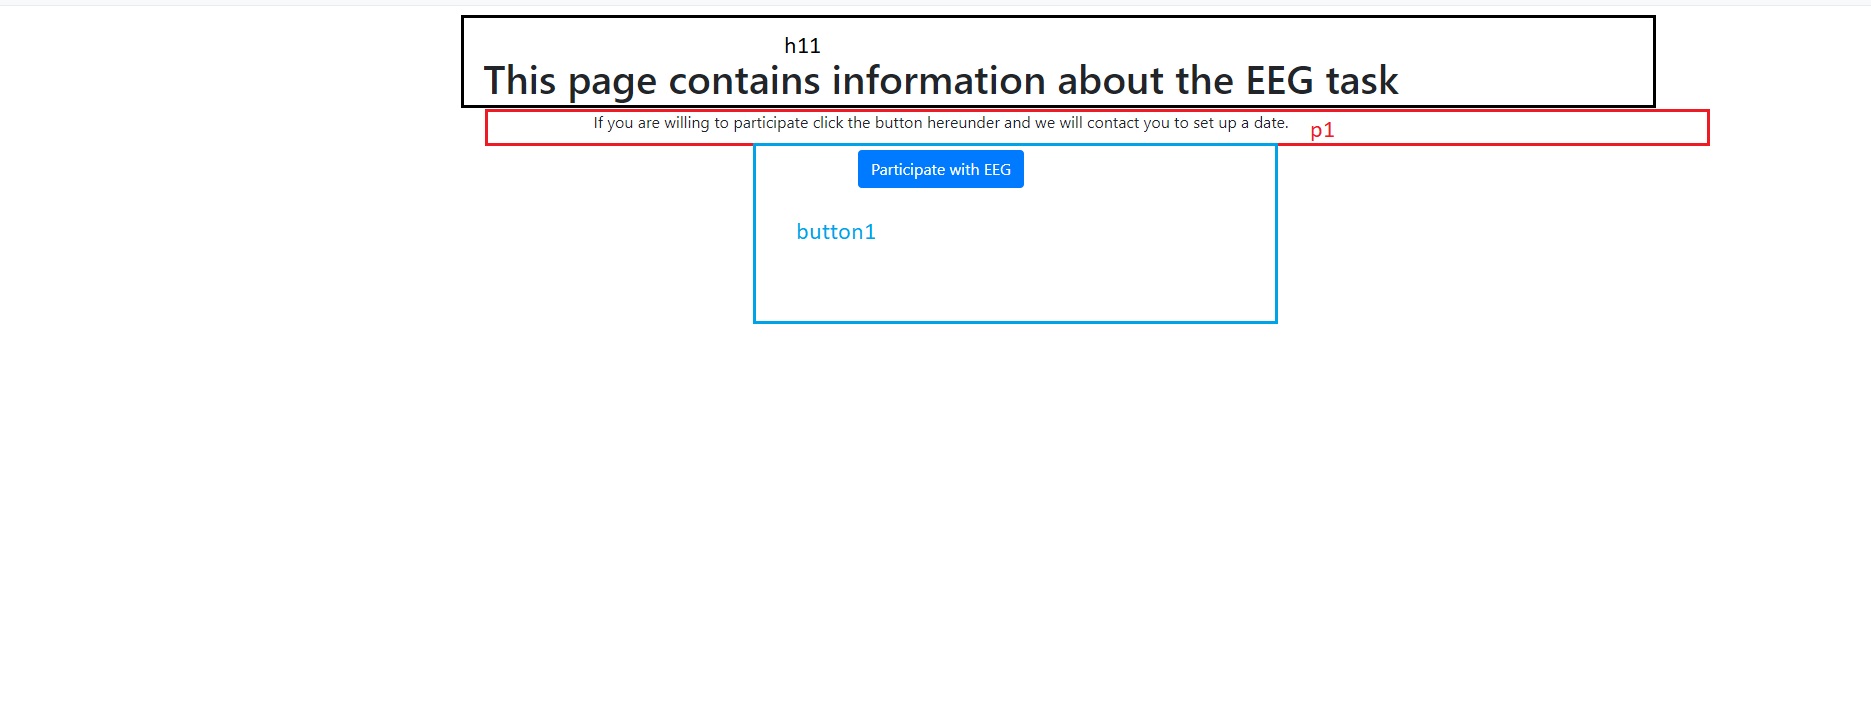 h11
This page contains information about the EEG task
If you are willing to participate click the button hereunder and we will contact you to set up a date.
p1
Participate with EEG
button1